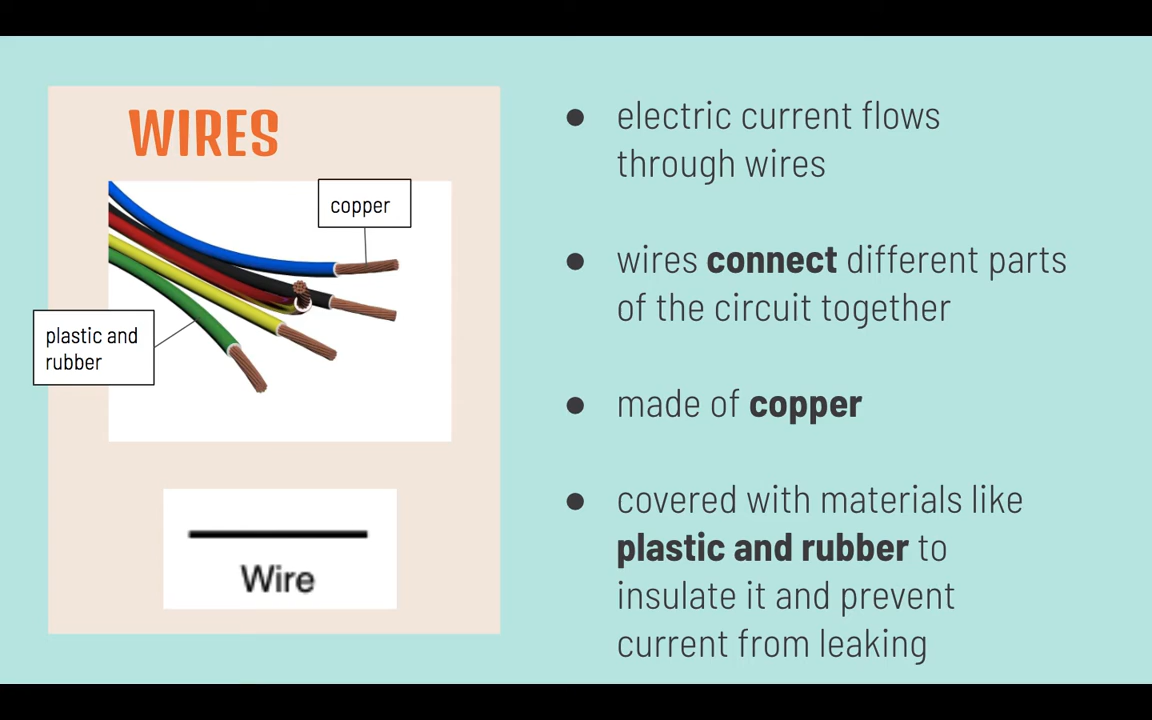 WIRES
copper
plastic and
rubber
Wire
● electric current flows
through wires
● wires connect different parts
of the circuit together
● made of copper
● covered with materials like
plastic and rubber to
insulate it and prevent
current from leaking